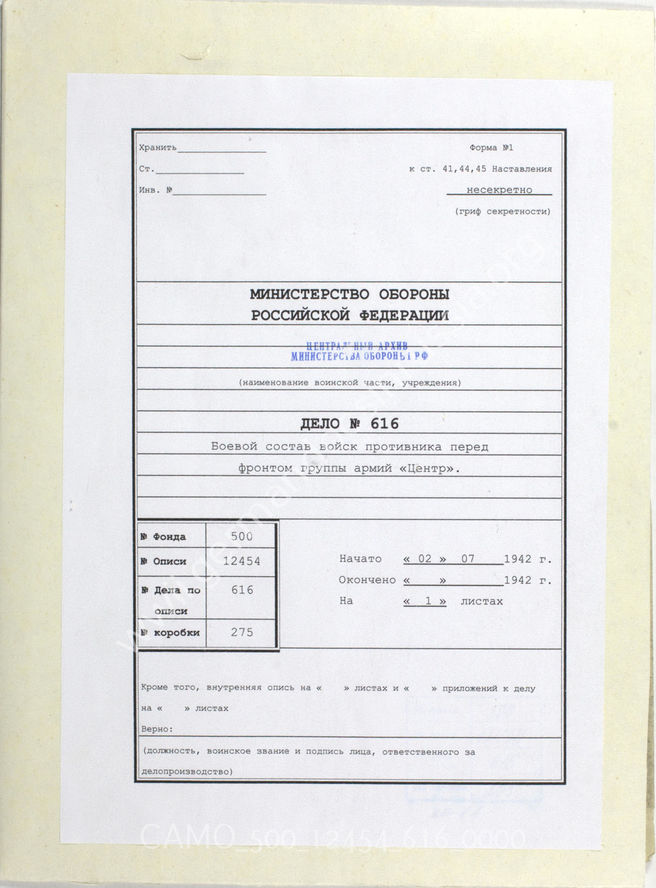 Хранить
Форма №1
Ст.
к ст. 41,44,45 Наставления
Инв. №
несекретно
(гриф секретности)
МИНИСТЕРСТВО ОБОРОНЫ
РОССИЙСКОЙ ФЕДЕРАЦИИ
ЦЕНТРАЛЬНЫЙ АРХИВ
МИНИСТЕРСТВА ОБОРОНЫ РФ
(наименование воинской части, учреждения)
ДЕЛО № 616
Боевой состав войск противника перед
фронтом группы армий «Центр».
№ Фонда 500
№ Описи 12454
№ Дела по 616
описи
№ коробки 275
Начато « 02 » 07 1942 г.
Окончено « » 1942 г.
На « 1 » листах
Кроме того, внутренняя опись на « » листах и « » приложений к делу
на « » листах
Верно:
(должность, воинское звание и подпись лица, ответственного за
делопроизводство)
CAMO_500_12454_616_0000